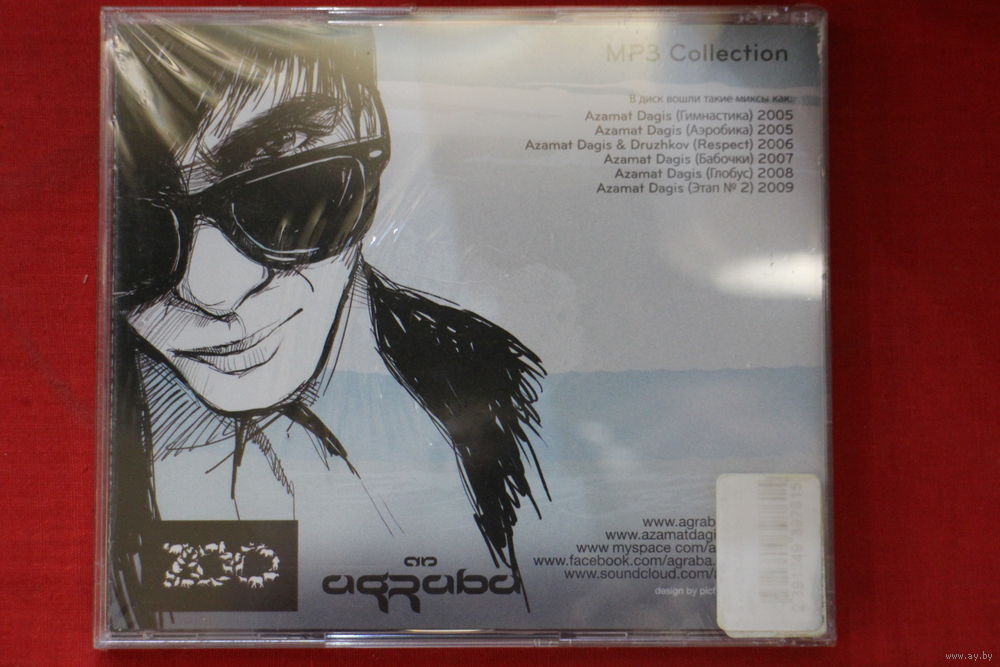 MP3 Collection
В диск вошли такие миксы как:
Azamat Dagis (Гимнастика) 2005
Azamat Dagis (Аэробика) 2005
Azamat Dagis & Druzhkov (Respect) 2006
Azamat Dagis (Бабочки) 2007
Azamat Dagis (Глобус) 2008
Azamat Dagis (Этап № 2) 2009
www.agrab
www.azamatdagi
www.myspace.com/a
www.facebook.com/agraba.
www.soundcloud.com/a
design by pict
ZOO
agraba
www.ay.by